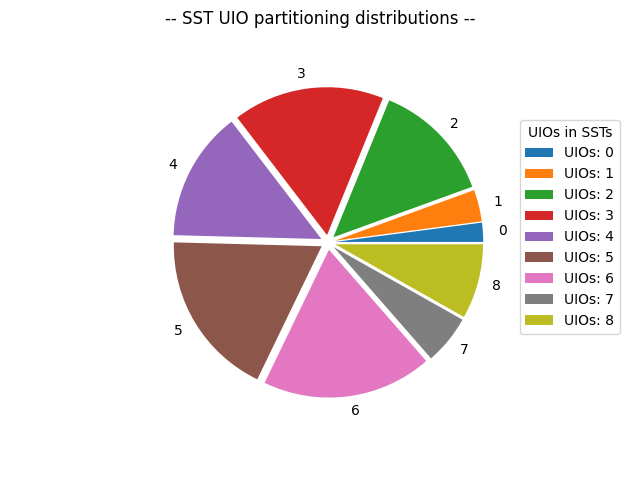 -- SST UIO partitioning distributions --
3
2
4
1
0
5
8
7
6
UIOs in SSTs
UIOs: 0
UIOs: 1
UIOs: 2
UIOs: 3
UIOs: 4
UIOs: 5
UIOs: 6
UIOs: 7
UIOs: 8